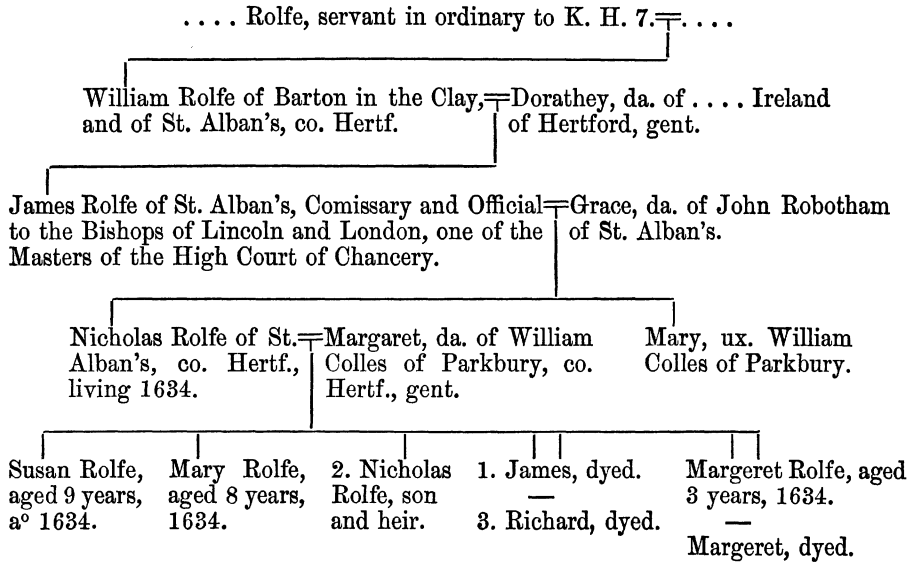 .... Rolfe, servant in ordinary to K. H. 7.=....
William Rolfe of Barton in the Clay,=Dorathey, da. of .... Ireland
and of St. Alban's, co. Hertf. of Hertford, gent.
James Rolfe of St. Alban's, Comissary and Official=Grace, da. of John Robotham
to the Bishops of Lincoln and London, one of the of St. Alban's.
Masters of the High Court of Chancery.
Nicholas Rolfe of St.=Margaret, da. of William
Alban's, co. Hertf., Colles of Parkbury, co.
living 1634. Hertf., gent.
Mary, ux. William
Colles of Parkbury.
Susan Rolfe,
aged 9 years,
aº 1634.
Mary Rolfe,
aged 8 years,
1634.
2. Nicholas
Rolfe, son
and heir.
1. James, dyed.
—
3. Richard, dyed.
Margeret Rolfe, aged
3 years, 1634.
—
Margeret, dyed.